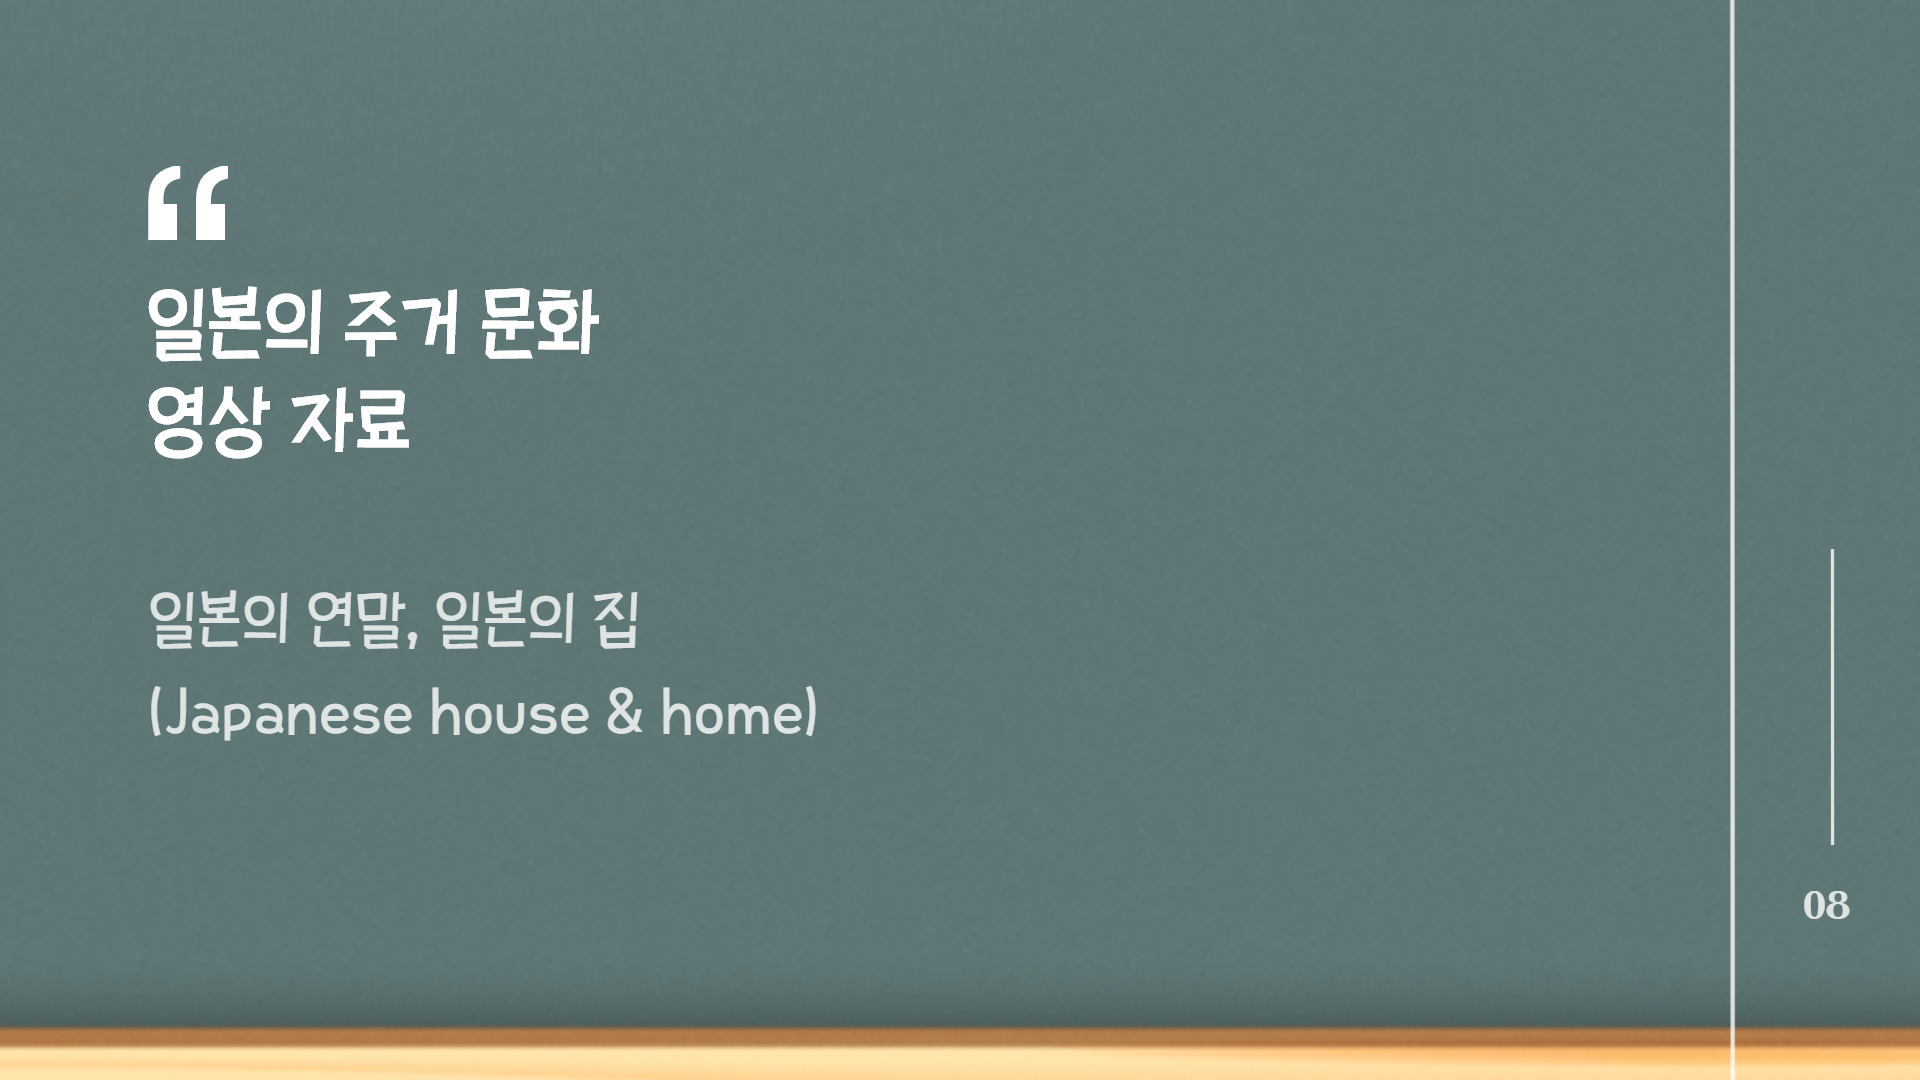 “
일본의 주거 문화
영상 자료
일본의 연말, 일본의 집
(Japanese house & home)
08